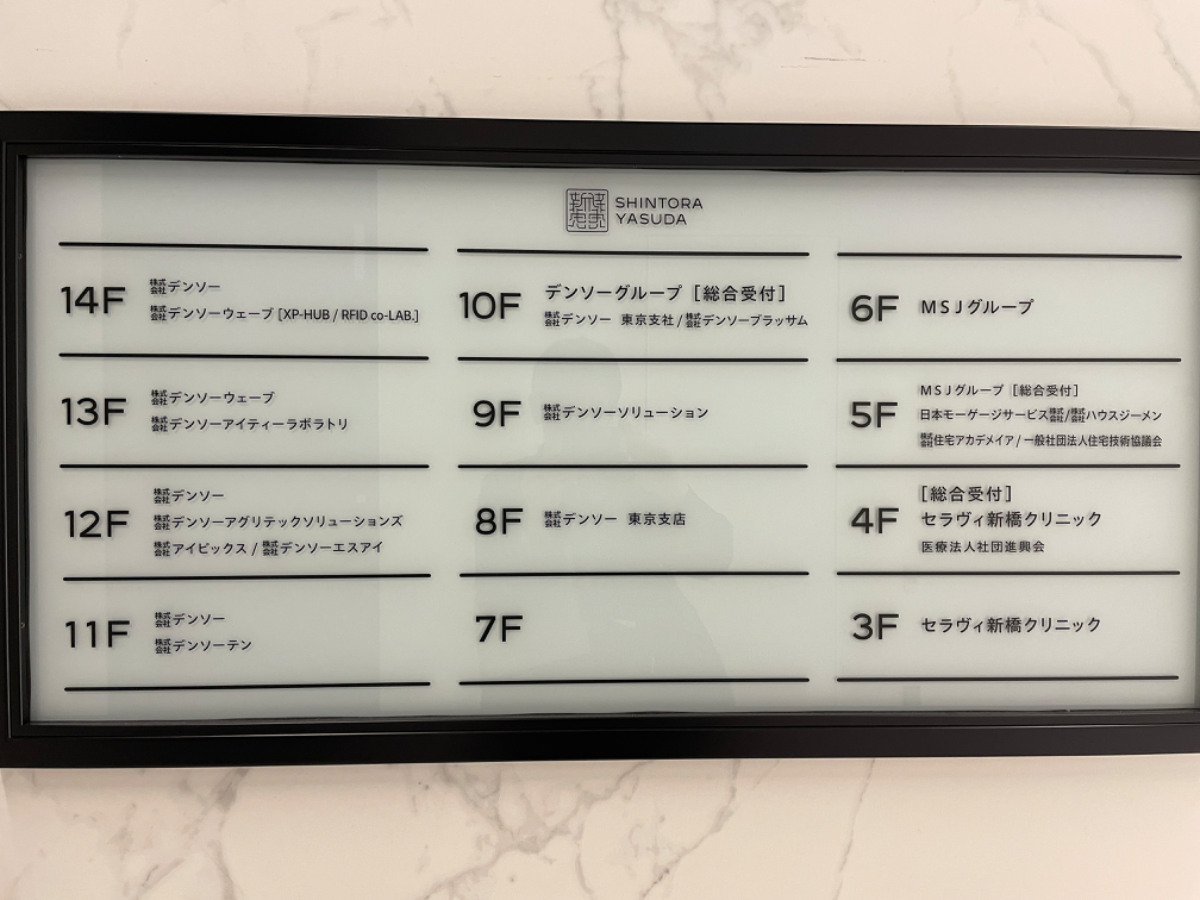 新虎安田
SHINTORA
YASUDA
14F
株式会社デンソー
株式会社デンソーウェーブ [XP-HUB / RFID co-LAB.]
13F
株式会社デンソーウェーブ
株式会社デンソーアイティーラボラトリ
12F
株式会社デンソー
株式会社デンソーアグリテックソリューションズ
株式会社アイピックス / 株式会社デンソーエスアイ
11F
株式会社デンソー
株式会社デンソーテン
10F
デンソーグループ [総合受付]
株式会社デンソー 東京支社 / 株式会社デンソーブラッサム
9F
株式会社デンソーソリューション
8F
株式会社デンソー 東京支店
7F
6F
MSJグループ
5F
MSJグループ [総合受付]
日本モーゲージサービス株式会社/株式会社ハウスジーメン
株式会社住宅アカデメイア / 一般社団法人住宅技術協議会
4F
[総合受付]
セラヴィ新橋クリニック
医療法人社団進興会
3F
セラヴィ新橋クリニック